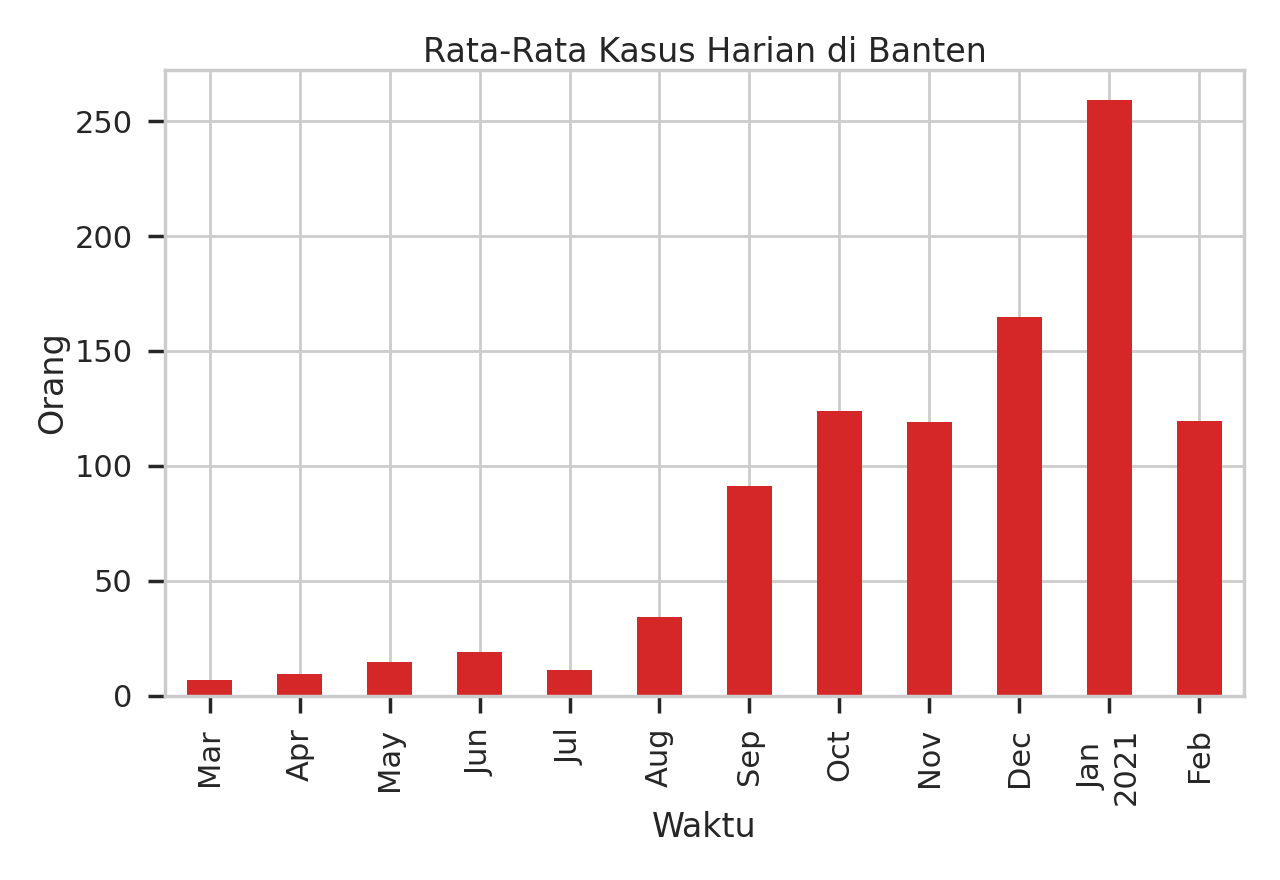 Rata-Rata Kasus Harian di Banten
250
200
150
100
50
0
Orang
Mar
Apr
May
Jun
Jul
Aug
Sep
Oct
Nov
Dec
Jan
2021
Feb
Waktu